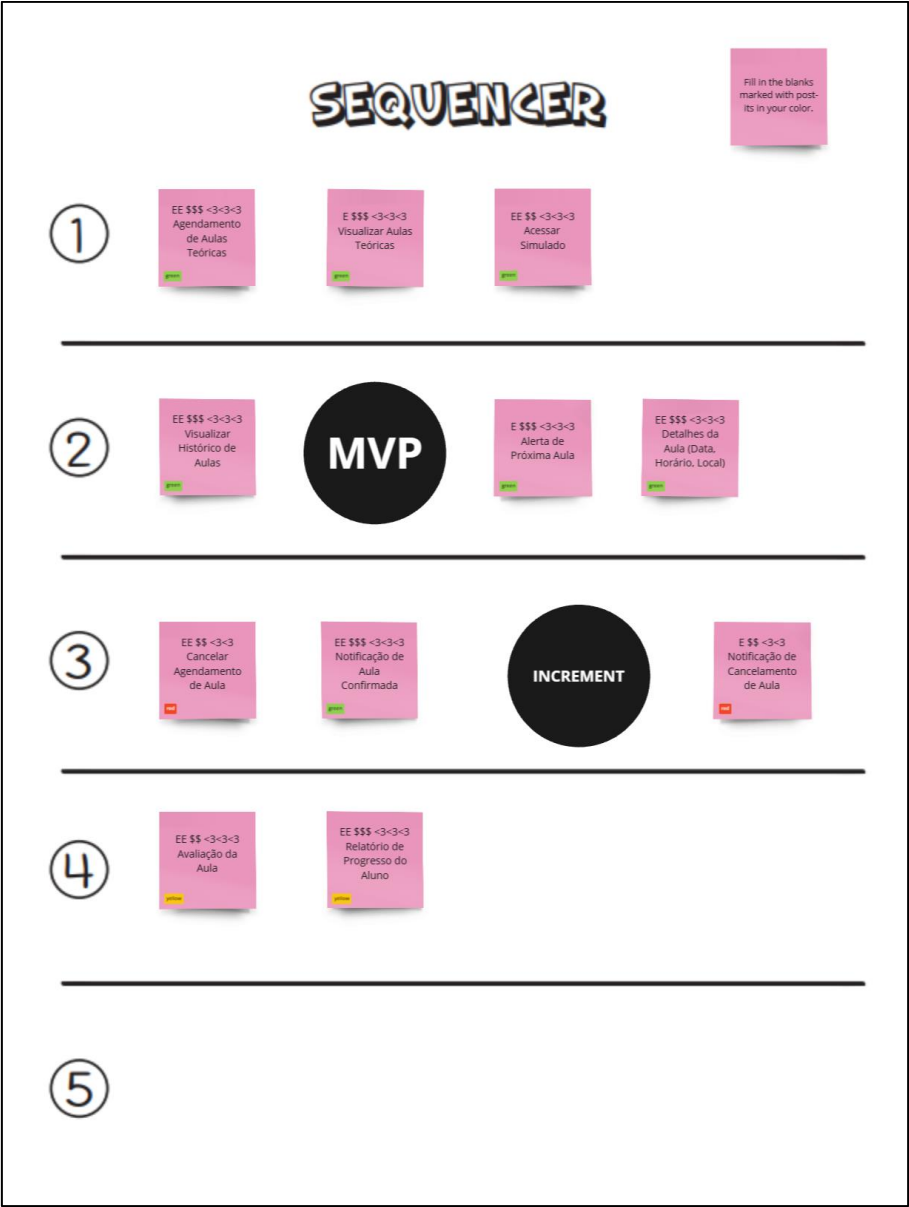 SEQUENCER
Fill in the blanks
marked with post-
its in your color.
1
EE $$$ <3<3<3
Agendamento
de Aulas
Teóricas
green
E $$$ <3<3<3
Visualizar Aulas
Teóricas
green
EE $$ <3<3<3
Acessar
Simulado
green
2
EE $$$ <3<3<3
Visualizar
Histórico de
Aulas
green
MVP
E $$$ <3<3<3
Alerta de
Próxima Aula
green
EE $$$ <3<3<3
Detalhes da
Aula (Data,
Horário, Local)
green
3
EE $$ <3<3
Cancelar
Agendamento
de Aula
red
EE $$$ <3<3<3
Notificação de
Aula
Confirmada
green
INCREMENT
E $$ <3<3
Notificação de
Cancelamento
de Aula
red
4
EE $$ <3<3<3
Avaliação da
Aula
yellow
EE $$$ <3<3<3
Relatório de
Progresso do
Aluno
yellow
5